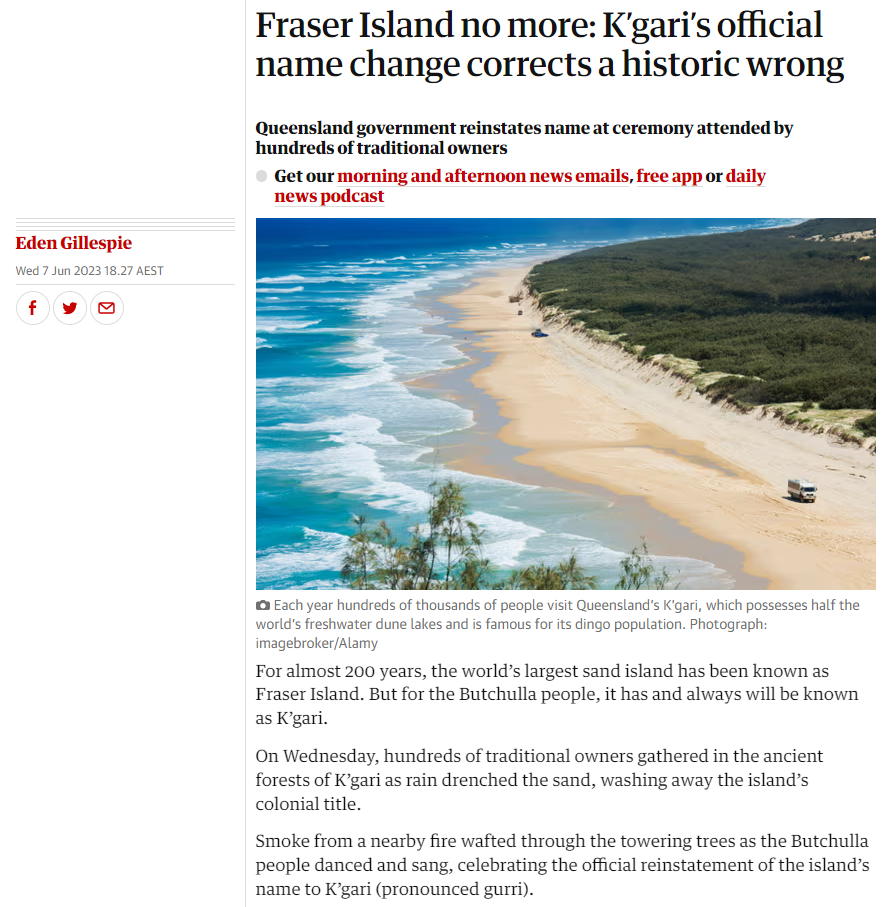 Fraser Island no more: K’gari’s official
name change corrects a historic wrong
Queensland government reinstates name at ceremony attended by
hundreds of traditional owners
Get our morning and afternoon news emails, free app or daily
news podcast
Eden Gillespie
Wed 7 Jun 2023 18.27 AEST
Each year hundreds of thousands of people visit Queensland’s K’gari, which possesses half the
world’s freshwater dune lakes and is famous for its dingo population. Photograph:
imagebroker/Alamy
For almost 200 years, the world’s largest sand island has been known as
Fraser Island. But for the Butchulla people, it has and always will be known
as K’gari.
On Wednesday, hundreds of traditional owners gathered in the ancient
forests of K’gari as rain drenched the sand, washing away the island’s
colonial title.
Smoke from a nearby fire wafted through the towering trees as the Butchulla
people danced and sang, celebrating the official reinstatement of the island’s
name to K’gari (pronounced gurri).